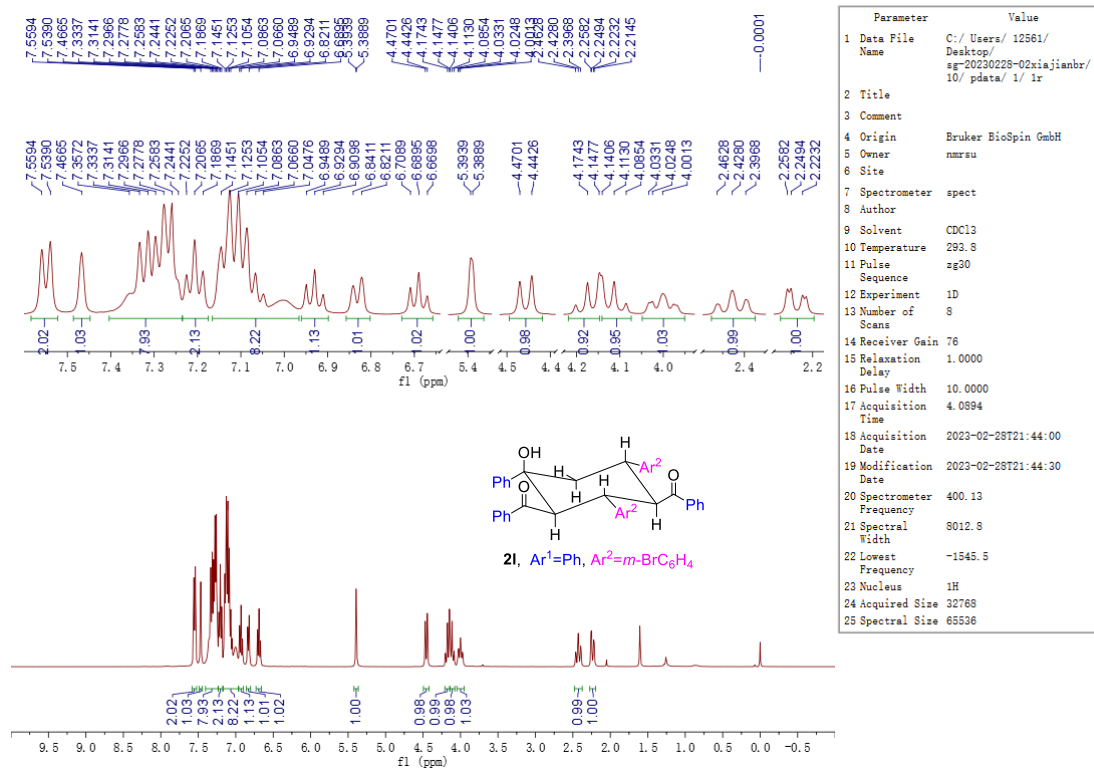 7.5594 7.5390 7.4665 7.3337 7.3141 7.2966 7.2778 7.2583 7.2441 7.2252 7.2065 7.1869 7.1451 7.1253 7.1054 7.0863 7.0660 6.9489 6.9294 6.8211 6.6895 5.3939 5.3889 4.4701 4.4426 4.1743 4.1477 4.1406 4.1130 4.0854 4.0331 4.0248 4.0013 2.4628 2.4280 2.3968 2.2582 2.2494 2.2232 2.2145 -0.0001
7.5594 7.5390 7.4665 7.3572 7.3337 7.3141 7.2966 7.2778 7.2583 7.2441 7.2252 7.2065 7.1869 7.1451 7.1253 7.1054 7.0863 7.0660 7.0476 6.9489 6.9294 6.9098 6.8411 6.8211 6.7089 6.6895 6.6698 5.3939 5.3889 4.4701 4.4426 4.1743 4.1477 4.1406 4.1130 4.0854 4.0331 4.0248 4.0013 2.4628 2.4280 2.3968 2.2582 2.2494 2.2232
2.02 1.03 7.93 2.13 8.22 1.13 1.01 1.02 1.00 0.98 0.92 0.95 1.03 0.99 1.00
7.5 7.4 7.3 7.2 7.1 7.0 6.9 6.8 6.7 5.4 4.5 4.4 4.2 4.1 4.0 2.4 2.2
f1 (ppm)
H
OH
Ar2
Ph
O
H
H
H
O
Ph
Ar2
Ph
H
H
2l, Ar1=Ph, Ar2=m-BrC6H4
2.02 1.03 7.93 2.13 8.22 1.13 1.01 1.02 1.00 0.98 0.99 0.98 1.03 0.99 1.00
9.5 9.0 8.5 8.0 7.5 7.0 6.5 6.0 5.5 5.0 4.5 4.0 3.5 3.0 2.5 2.0 1.5 1.0 0.5 0.0 -0.5
f1 (ppm)
Parameter Value
1 Data File Name C:/ Users/ 12561/ Desktop/ sg-20230228-02xiajianbr/ 10/ pdata/ 1/ 1r
2 Title
3 Comment
4 Origin Bruker BioSpin GmbH
5 Owner nmrsu
6 Site
7 Spectrometer spect
8 Author
9 Solvent CDCl3
10 Temperature 293.8
11 Pulse Sequence zg30
12 Experiment 1D
13 Number of Scans 8
14 Receiver Gain 76
15 Relaxation Delay 1.0000
16 Pulse Width 10.0000
17 Acquisition Time 4.0894
18 Acquisition Date 2023-02-28T21:44:00
19 Modification Date 2023-02-28T21:44:30
20 Spectrometer Frequency 400.13
21 Spectral Width 8012.8
22 Lowest Frequency -1545.5
23 Nucleus 1H
24 Acquired Size 32768
25 Spectral Size 65536